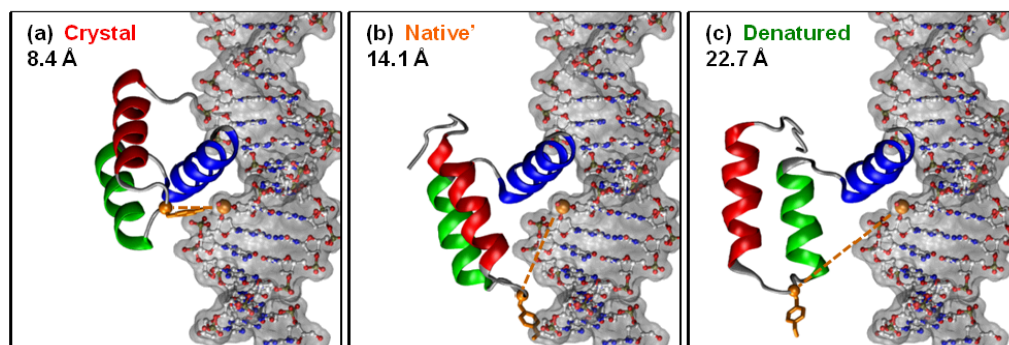 (a) Crystal
8.4 Å
(b) Native’
14.1 Å
(c) Denatured
22.7 Å